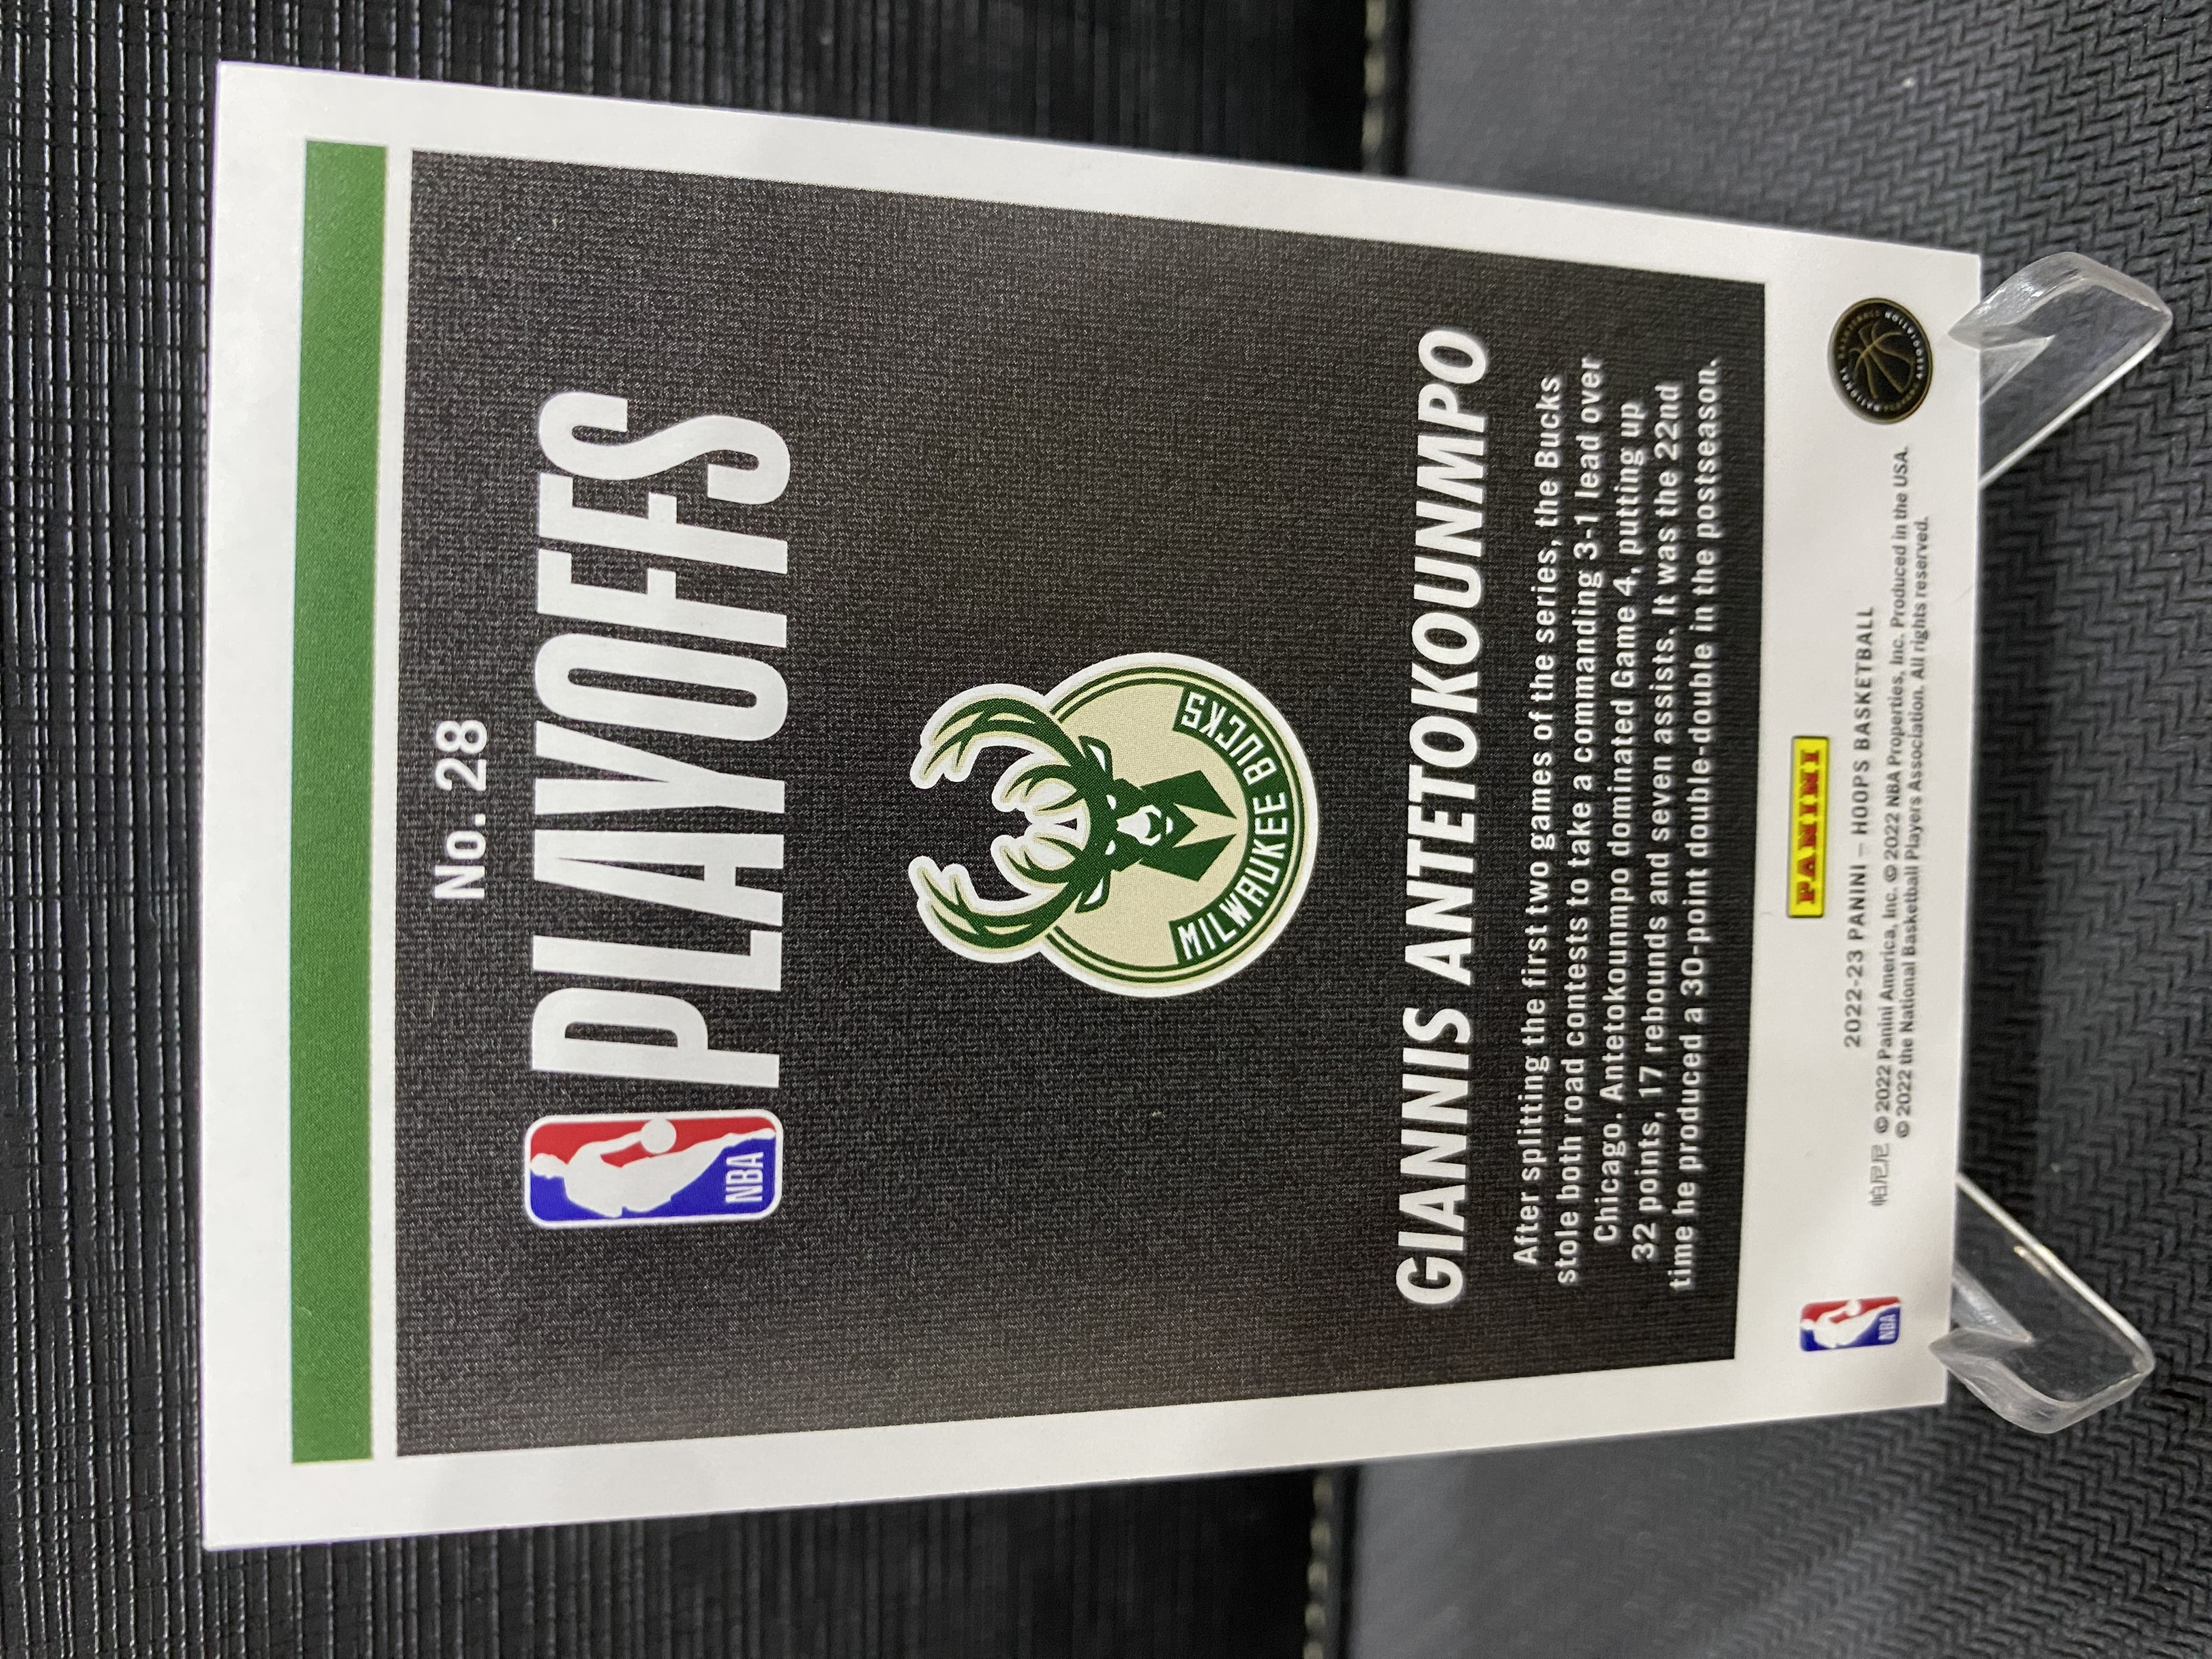 No. 28
NBA PLAYOFFS
MILWAUKEE BUCKS
GIANNIS ANTETOKOUNMPO
After splitting the first two games of the series, the Bucks
stole both road contests to take a commanding 3-1 lead over
Chicago. Antetokounmpo dominated Game 4, putting up
32 points, 17 rebounds and seven assists. It was the 22nd
time he produced a 30-point double-double in the postseason.
PANINI
2022-23 PANINI – HOOPS BASKETBALL
帕尼尼 © 2022 Panini America, Inc. © 2022 NBA Properties, Inc. Produced in the USA.
© 2022 the National Basketball Players Association. All rights reserved.
NBA